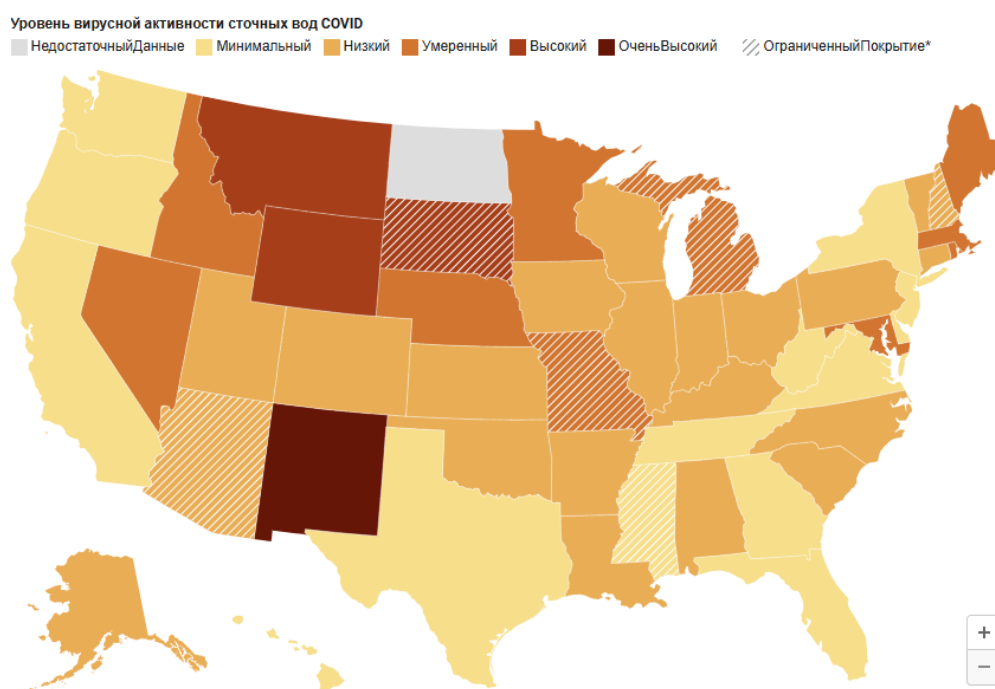 Уровень вирусной активности сточных вод COVID
НедостаточныйДанные Минимальный Низкий Умеренный Высокий ОченьВысокий ОграниченныйПокрытие*
+
−